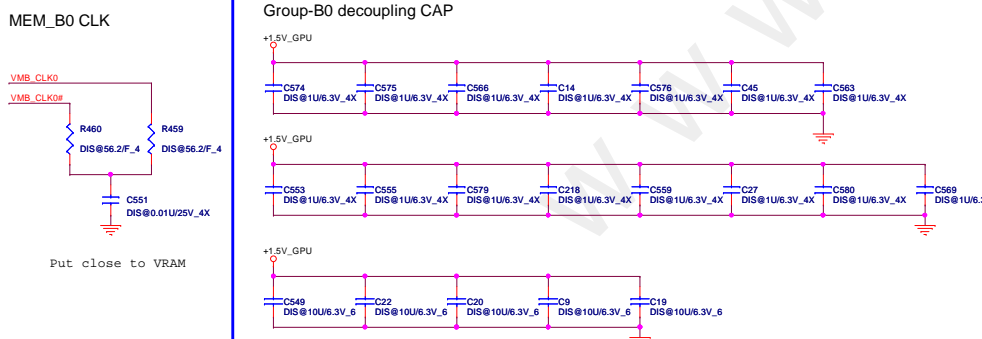 MEM_B0 CLK
VMB_CLK0
VMB_CLK0#
R460
DIS@56.2/F_4
R459
DIS@56.2/F_4
C551
DIS@0.01U/25V_4X
Put close to VRAM
Group-B0 decoupling CAP
+1.5V_GPU
C574
DIS@1U/6.3V_4X
C575
DIS@1U/6.3V_4X
C566
DIS@1U/6.3V_4X
C14
DIS@1U/6.3V_4X
C576
DIS@1U/6.3V_4X
C45
DIS@1U/6.3V_4X
C563
DIS@1U/6.3V_4X
+1.5V_GPU
C553
DIS@1U/6.3V_4X
C555
DIS@1U/6.3V_4X
C579
DIS@1U/6.3V_4X
C218
DIS@1U/6.3V_4X
C559
DIS@1U/6.3V_4X
C27
DIS@1U/6.3V_4X
C580
DIS@1U/6.3V_4X
C569
DIS@1U/6.
+1.5V_GPU
C549
DIS@10U/6.3V_6
C22
DIS@10U/6.3V_6
C20
DIS@10U/6.3V_6
C9
DIS@10U/6.3V_6
C19
DIS@10U/6.3V_6